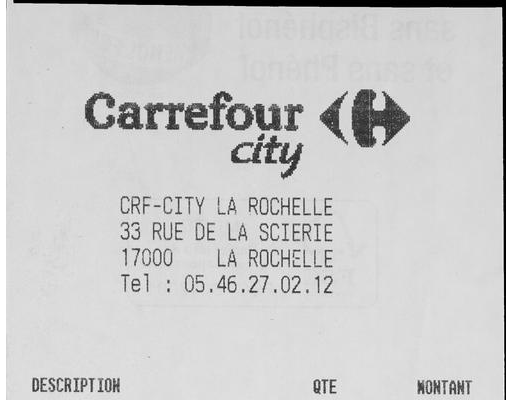 sans Bisphénol
et sans Phénol
Carrefour
city
CRF-CITY LA ROCHELLE
33 RUE DE LA SCIERIE
17000 LA ROCHELLE
Tel : 05.46.27.02.12
DESCRIPTION QTE MONTANT